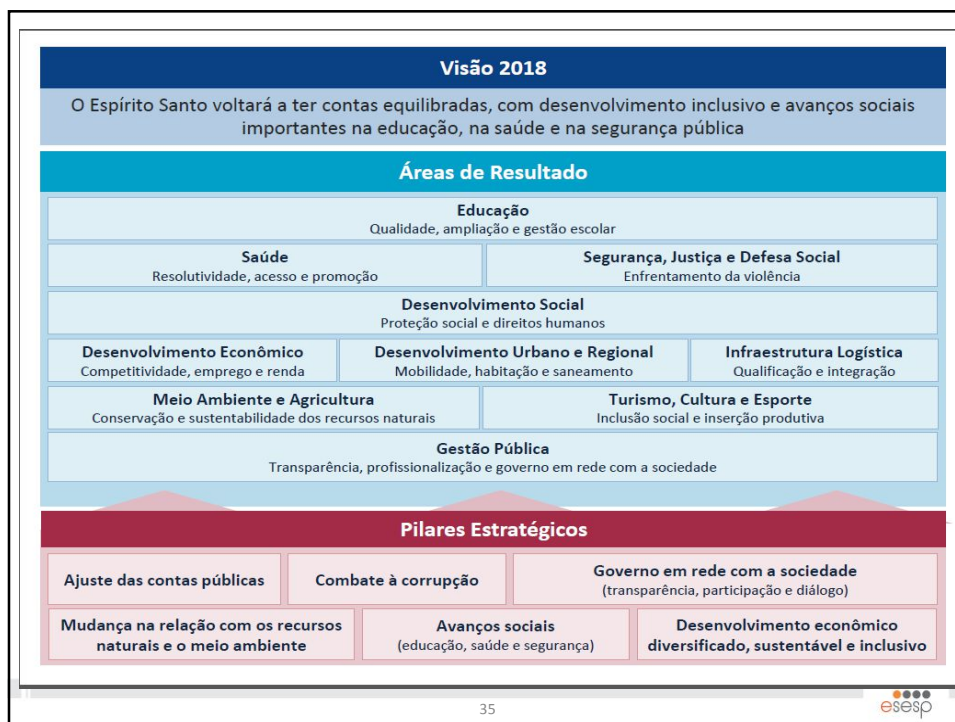 Visão 2018
O Espírito Santo voltará a ter contas equilibradas, com desenvolvimento inclusivo e avanços sociais
importantes na educação, na saúde e na segurança pública
Áreas de Resultado
Educação
Qualidade, ampliação e gestão escolar
Saúde
Resolutividade, acesso e promoção
Segurança, Justiça e Defesa Social
Enfrentamento da violência
Desenvolvimento Social
Proteção social e direitos humanos
Desenvolvimento Econômico
Competitividade, emprego e renda
Desenvolvimento Urbano e Regional
Mobilidade, habitação e saneamento
Infraestrutura Logística
Qualificação e integração
Meio Ambiente e Agricultura
Conservação e sustentabilidade dos recursos naturais
Turismo, Cultura e Esporte
Inclusão social e inserção produtiva
Gestão Pública
Transparência, profissionalização e governo em rede com a sociedade
Pilares Estratégicos
Ajuste das contas públicas
Combate à corrupção
Governo em rede com a sociedade
(transparência, participação e diálogo)
Mudança na relação com os recursos
naturais e o meio ambiente
Avanços sociais
(educação, saúde e segurança)
Desenvolvimento econômico
diversificado, sustentável e inclusivo
35
esesp